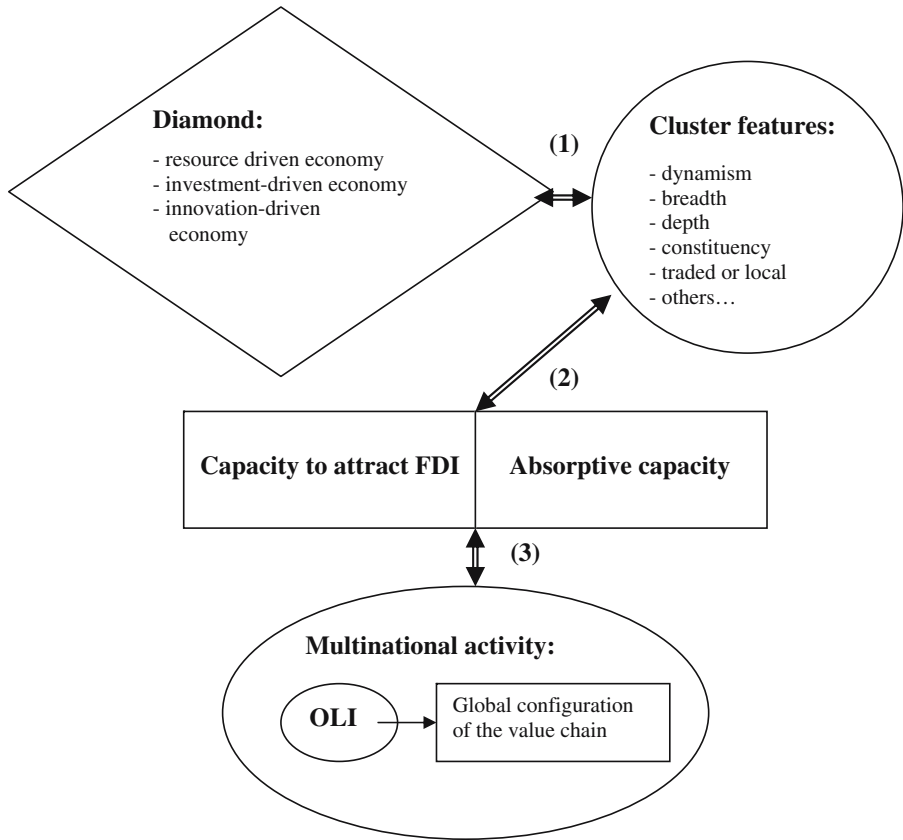 Diamond:
- resource driven economy
- investment-driven economy
- innovation-driven
economy
(1)
Cluster features:
- dynamism
- breadth
- depth
- constituency
- traded or local
- others…
(2)
Capacity to attract FDI
Absorptive capacity
(3)
Multinational activity:
OLI
Global configuration
of the value chain